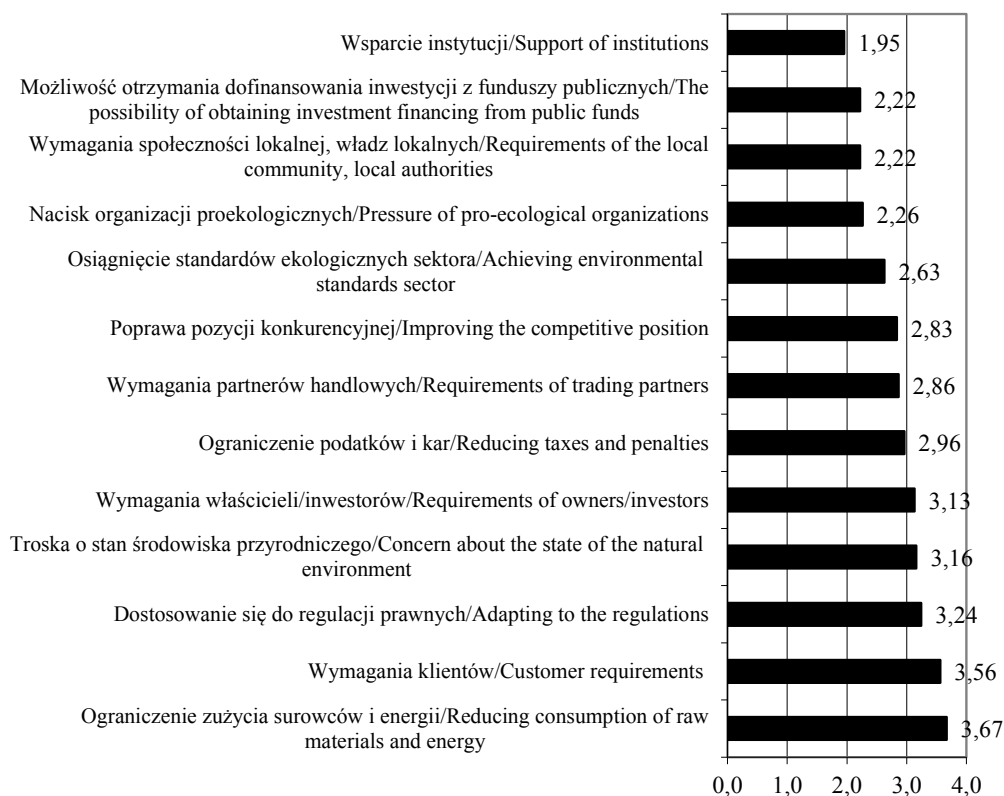 Wsparcie instytucji/Support of institutions
1,95
Możliwość otrzymania dofinansowania inwestycji z funduszy publicznych/The
possibility of obtaining investment financing from public funds
2,22
Wymagania społeczności lokalnej, władz lokalnych/Requirements of the local
community, local authorities
2,22
Nacisk organizacji proekologicznych/Pressure of pro-ecological organizations
2,26
Osiągnięcie standardów ekologicznych sektora/Achieving environmental
standards sector
2,63
Poprawa pozycji konkurencyjnej/Improving the competitive position
2,83
Wymagania partnerów handlowych/Requirements of trading partners
2,86
Ograniczenie podatków i kar/Reducing taxes and penalties
2,96
Wymagania właścicieli/inwestorów/Requirements of owners/investors
3,13
Troska o stan środowiska przyrodniczego/Concern about the state of the natural
environment
3,16
Dostosowanie się do regulacji prawnych/Adapting to the regulations
3,24
Wymagania klientów/Customer requirements
3,56
Ograniczenie zużycia surowców i energii/Reducing consumption of raw
materials and energy
3,67
0,0 1,0 2,0 3,0 4,0